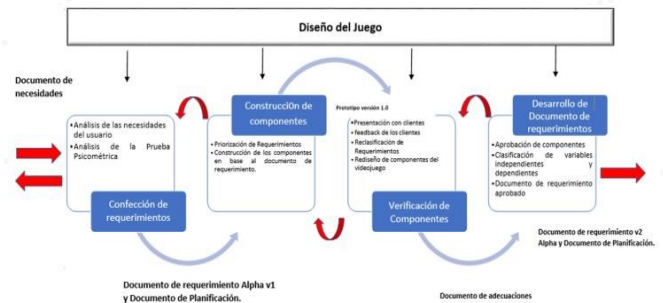 Diseño del Juego
Documento de
necesidades
•Análisis de las necesidades
del usuario
•Análisis de la Prueba
Psicométrica
Confección de
requerimientos
Construcción de
componentes
•Priorización de Requerimientos
•Construcción de los componentes
en base al documento de
requerimiento.
Prototipo versión 1.0
•Presentación con clientes
•feedback de los clientes
•Reclasificación de
Requerimientos
•Rediseño de componentes del
videojuego
Verificación de
Componentes
Desarrollo de
Documento de
requerimientos
•Aprobación de componentes
•Clasificación de variables
independientes y
dependientes
•Documento de requerimiento
aprobado
Documento de requerimiento v2
Alpha y Documento de Planificación.
Documento de requerimiento Alpha v1
y Documento de Planificación.
Documento de adecuaciones